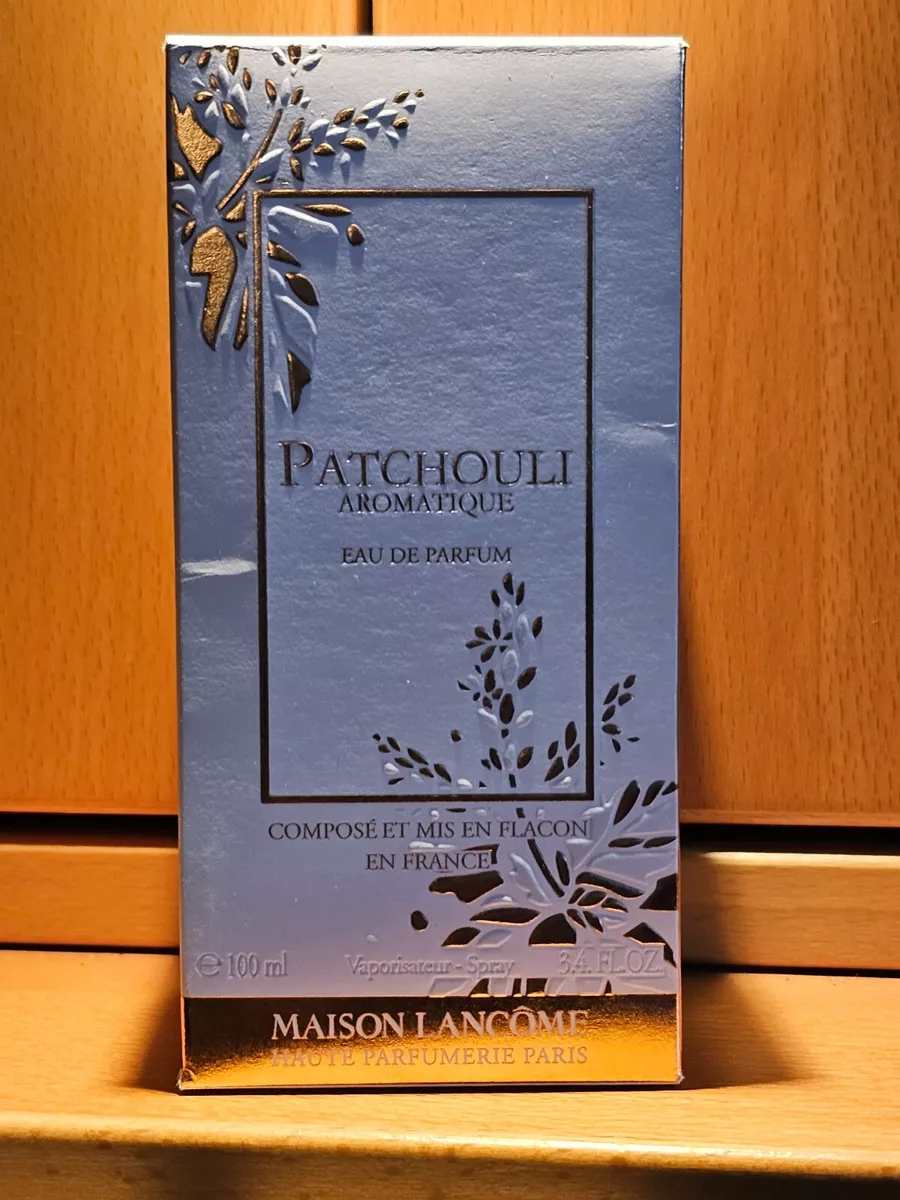 PATCHOULI
AROMATIQUE
EAU DE PARFUM
COMPOSÉ ET MIS EN FLACON
EN FRANCE
℮ 100 ml Vaporisateur - Spray 3.4. FL.OZ
MAISON LANCÔME
HAUTE PARFUMERIE PARIS